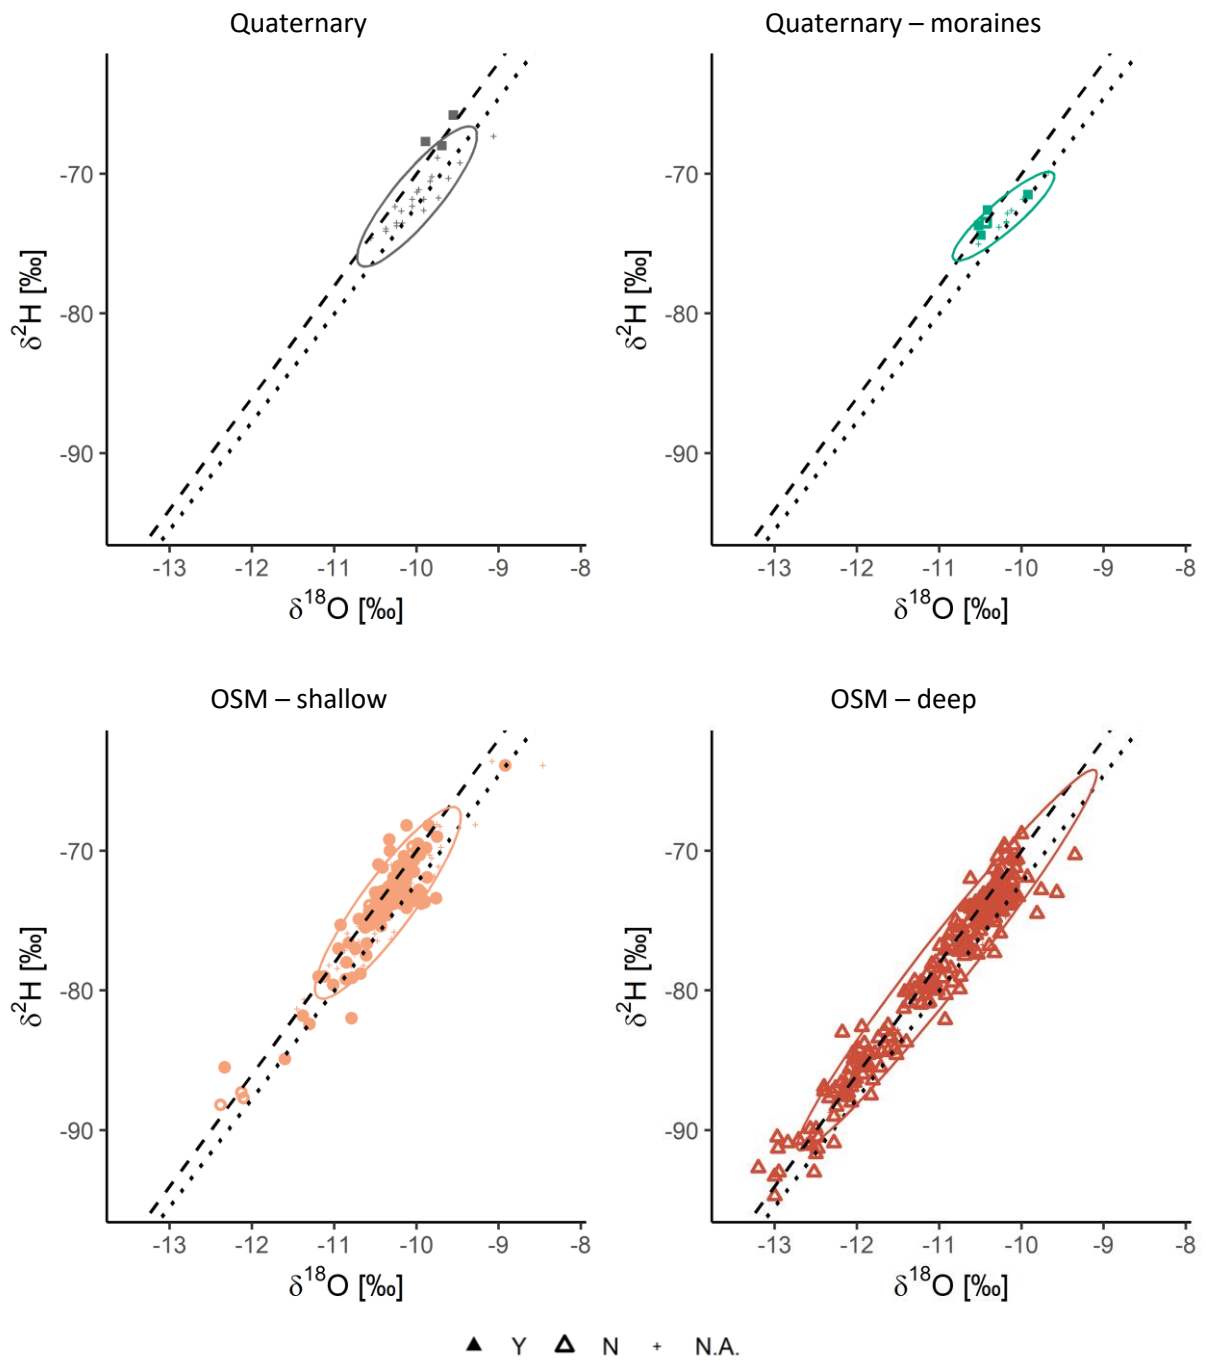 Quaternary
Quaternary – moraines
-70
-80
-90
δ²H [‰]
-13 -12 -11 -10 -9 -8
δ¹⁸O [‰]
-70
-80
-90
δ²H [‰]
-13 -12 -11 -10 -9 -8
δ¹⁸O [‰]
OSM – shallow
OSM – deep
-70
-80
-90
δ²H [‰]
-13 -12 -11 -10 -9 -8
δ¹⁸O [‰]
-70
-80
-90
δ²H [‰]
-13 -12 -11 -10 -9 -8
δ¹⁸O [‰]
Y N N.A.